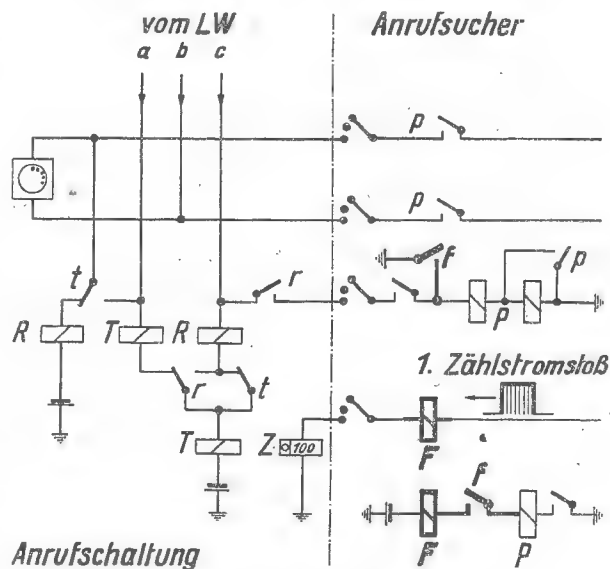 vom LW
Anrufsucher
a b c
p
p
t
r
f
p
R T R
P
r t
1. Zählstromstoß
T Z 100
F
f
F P
Anrufschaltung